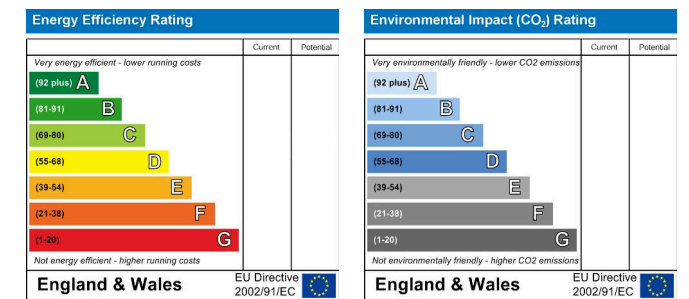 Energy Efficiency Rating
Current Potential
Very energy efficient - lower running costs
(92 plus) A
(81-91) B
(69-80) C
(55-68) D
(39-54) E
(21-38) F
(1-20) G
Not energy efficient - higher running costs
England & Wales
EU Directive
2002/91/EC
Environmental Impact (CO₂) Rating
Current Potential
Very environmentally friendly - lower CO2 emissions
(92 plus) A
(81-91) B
(69-80) C
(55-68) D
(39-54) E
(21-38) F
(1-20) G
Not environmentally friendly - higher CO2 emissions
England & Wales
EU Directive
2002/91/EC